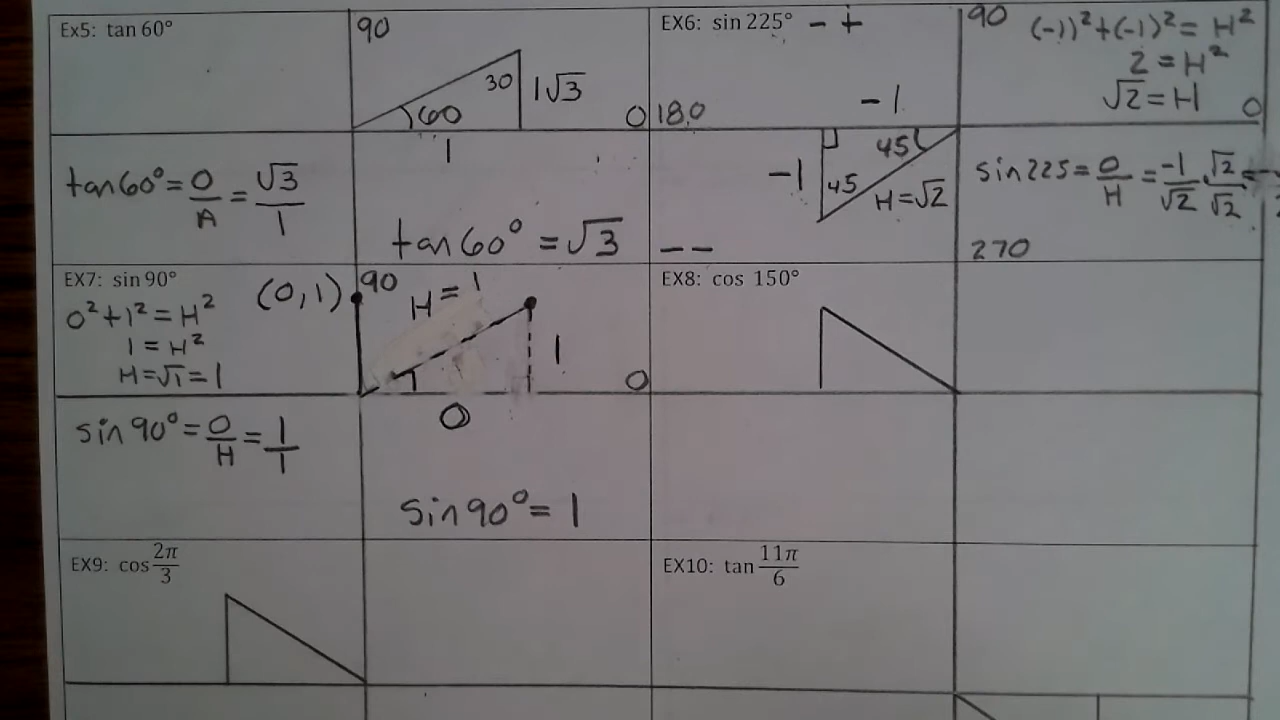 Ex5: tan 60°
90
30
1√3
60
0
1
tan60° = O/A = √3/1
tan60° = √3
EX6: sin 225°
− +
90
(-1)² + (-1)² = H²
2 = H²
√2 = H
0
180
-1
45
-1
45
H = √2
− −
sin 225 = O/H = -1/√2 √2/√2 = -
270
EX7: sin 90°
(0,1)
90
H = 1
0² + 1² = H²
1 = H²
H = √1 = 1
1
0
0
sin 90° = O/H = 1/1
sin 90° = 1
EX8: cos 150°
EX9: cos 2π/3
EX10: tan 11π/6